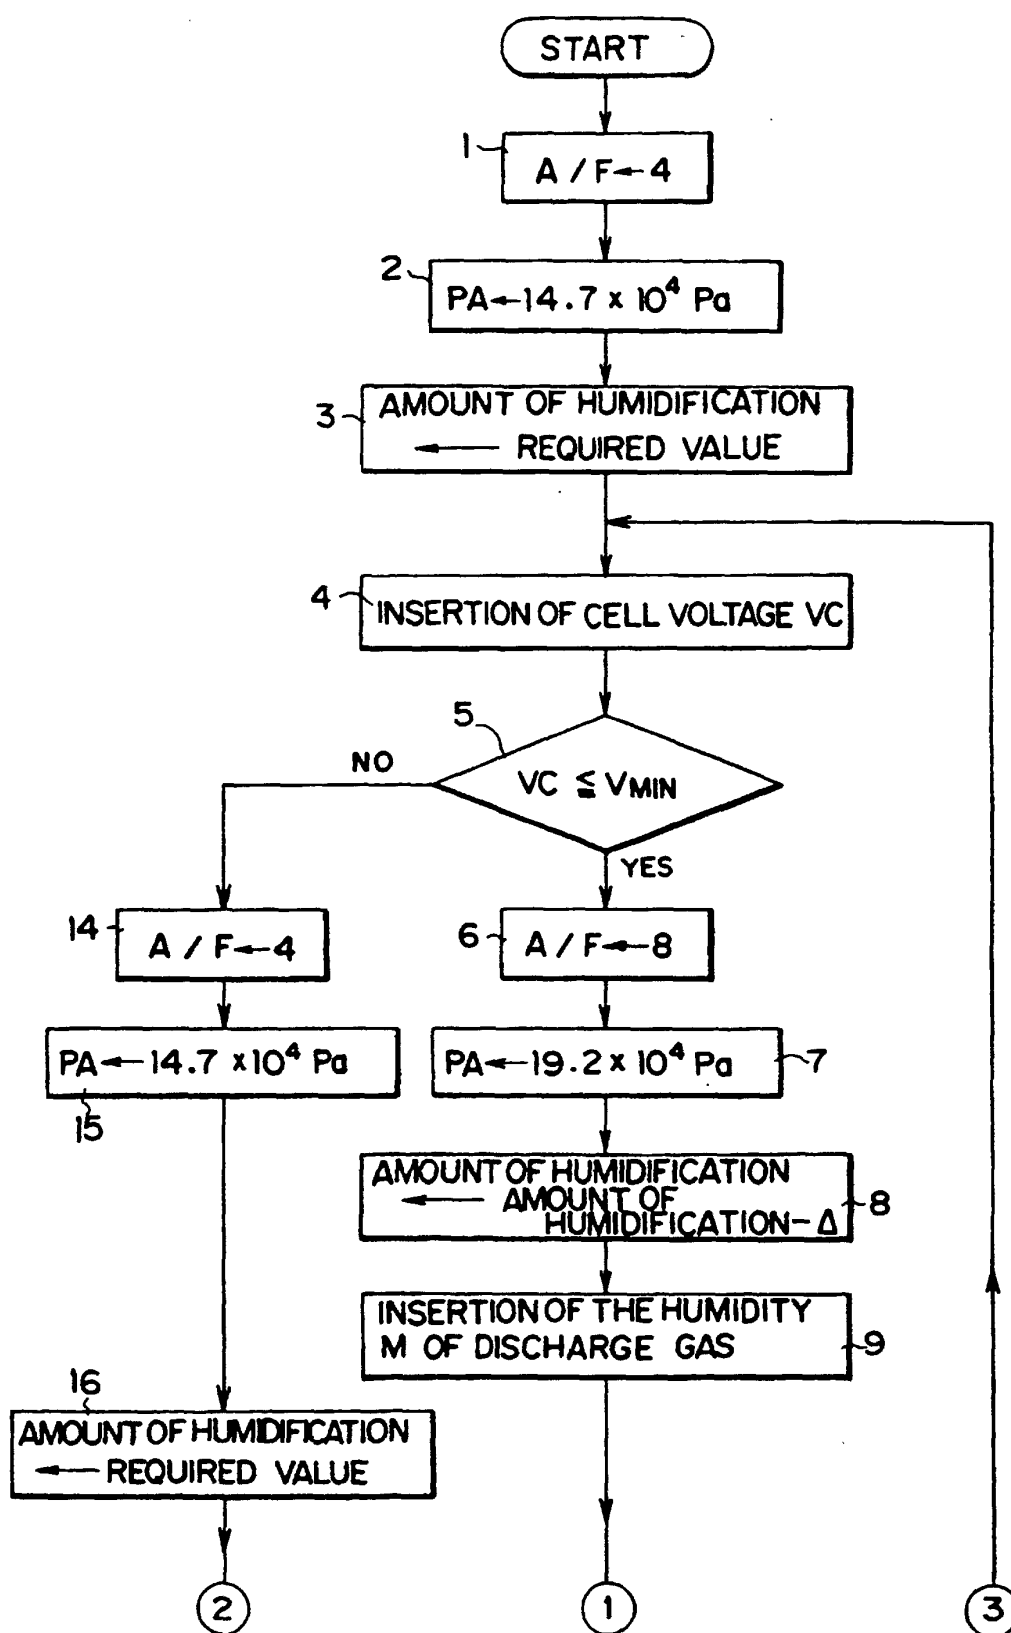 START
1
A / F ← 4
2
PA ← 14.7 × 10⁴ Pa
3
AMOUNT OF HUMIDIFICATION
← REQUIRED VALUE
4
INSERTION OF CELL VOLTAGE VC
5
NO
VC ≦ VMIN
YES
14
A / F ← 4
6
A / F ← 8
PA ← 14.7 × 10⁴ Pa
15
PA ← 19.2 × 10⁴ Pa
7
AMOUNT OF HUMIDIFICATION
← AMOUNT OF
HUMIDIFICATION - Δ
8
INSERTION OF THE HUMIDITY
M OF DISCHARGE GAS
9
16
AMOUNT OF HUMIDIFICATION
← REQUIRED VALUE
2
1
3